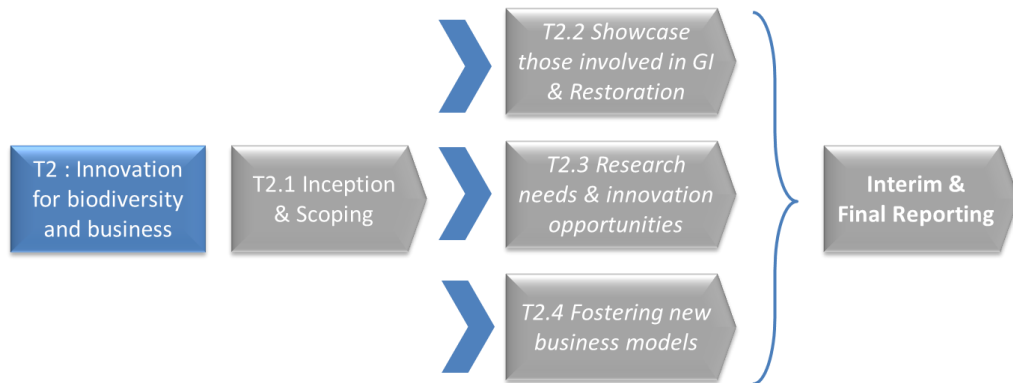 T2 : Innovation
for biodiversity
and business
T2.1 Inception
& Scoping
T2.2 Showcase
those involved in GI
& Restoration
T2.3 Research
needs & innovation
opportunities
T2.4 Fostering new
business models
Interim &
Final Reporting